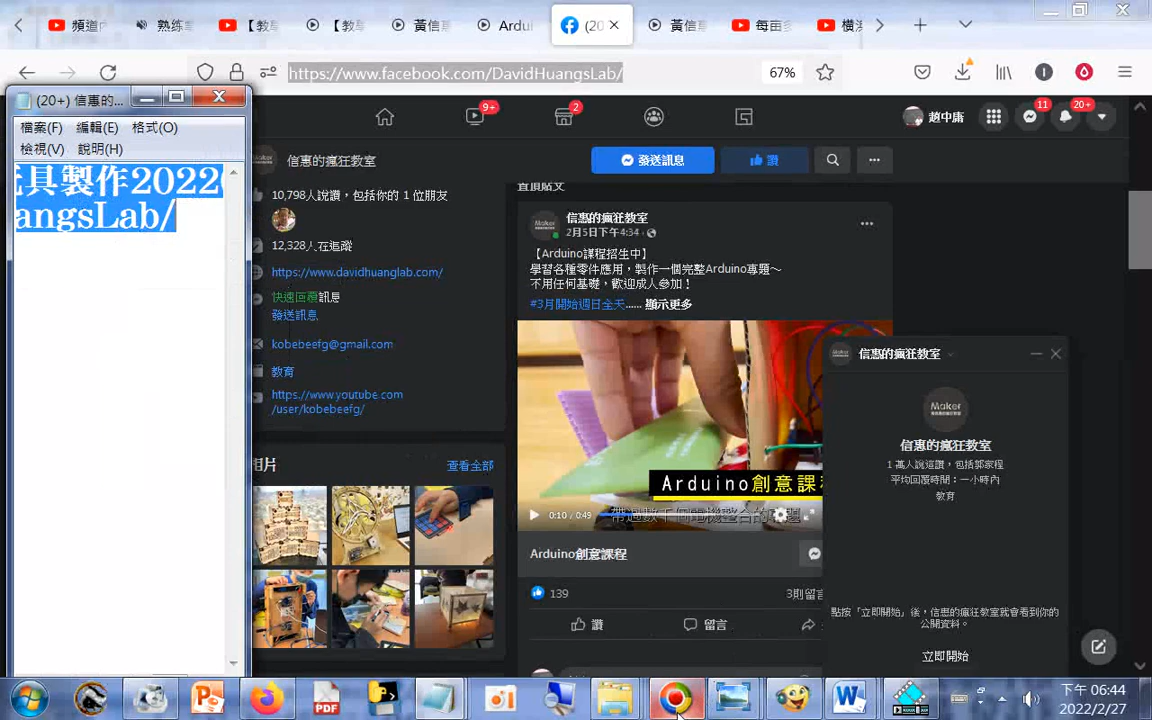 頻道
熟練
【教
【教
黃信
Ardu
(20
黃信
每苗
橫
https://www.facebook.com/DavidHuangsLab/
67%
(20+) 信惠的...
檔案(F) 編輯(E) 格式(O)
檢視(V) 說明(H)
玩具製作2022
angsLab/
9+
2
趙中庸
11
20+
信惠的瘋狂教室
發送訊息
讚
10,798人說讚，包括你的 1 位朋友
12,328人在追蹤
https://www.davidhuanglab.com/
快速回覆訊息
發送訊息
kobebeefg@gmail.com
教育
https://www.youtube.com
/user/kobebeefg/
相片
查看全部
置頂貼文
Maker
信惠的瘋狂教室
2月5日下午4:34
【Arduino課程招生中】
學習各種零件應用，製作一個完整Arduino專題～
不用任何基礎，歡迎成人參加！
#3月開始週日全天...... 顯示更多
Arduino創意課
0:10 / 0:49
Arduino創意課程
139
3則留言
讚
留言
信惠的瘋狂教室
Maker
信惠的瘋狂教室
1 萬人說這讚，包括郭家程
平均回覆時間：一小時內
教育
點按「立即開始」後，信惠的瘋狂教室就會看到你的
公開資料。
立即開始
PDF
下午 06:44
2022/2/27